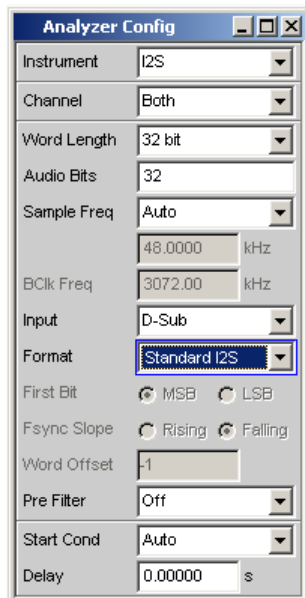 Analyzer Config
Instrument I2S
Channel Both
Word Length 32 bit
Audio Bits 32
Sample Freq Auto
48.0000 kHz
BClk Freq 3072.00 kHz
Input D-Sub
Format Standard I2S
First Bit MSB LSB
Fsync Slope Rising Falling
Word Offset -1
Pre Filter Off
Start Cond Auto
Delay 0.00000 s